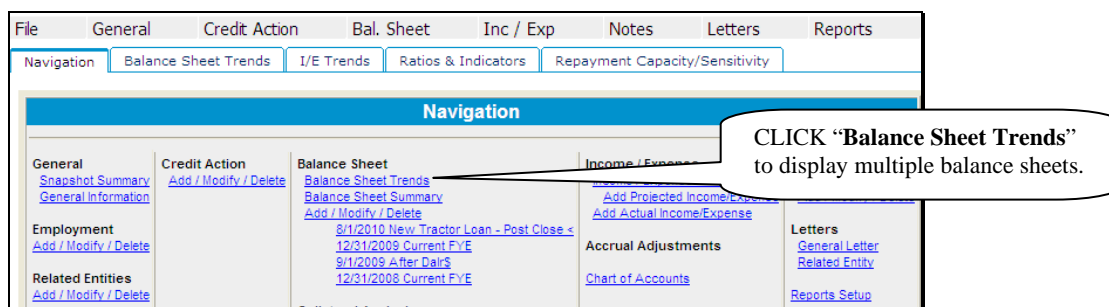 File General Credit Action Bal. Sheet Inc / Exp Notes Letters Reports
Navigation Balance Sheet Trends I/E Trends Ratios & Indicators Repayment Capacity/Sensitivity
Navigation
CLICK “Balance Sheet Trends”
to display multiple balance sheets.
General
Snapshot Summary
General Information
Employment
Add / Modify / Delete
Related Entities
Add / Modify / Delete
Credit Action
Add / Modify / Delete
Balance Sheet
Balance Sheet Trends
Balance Sheet Summary
Add / Modify / Delete
8/1/2010 New Tractor Loan - Post Close <
12/31/2009 Current FYE
9/1/2009 After Dalr$
12/31/2008 Current FYE
Income / Expense
Add Projected Income/Expense
Add Actual Income/Expense
Accrual Adjustments
Chart of Accounts
Letters
General Letter
Related Entity
Reports Setup